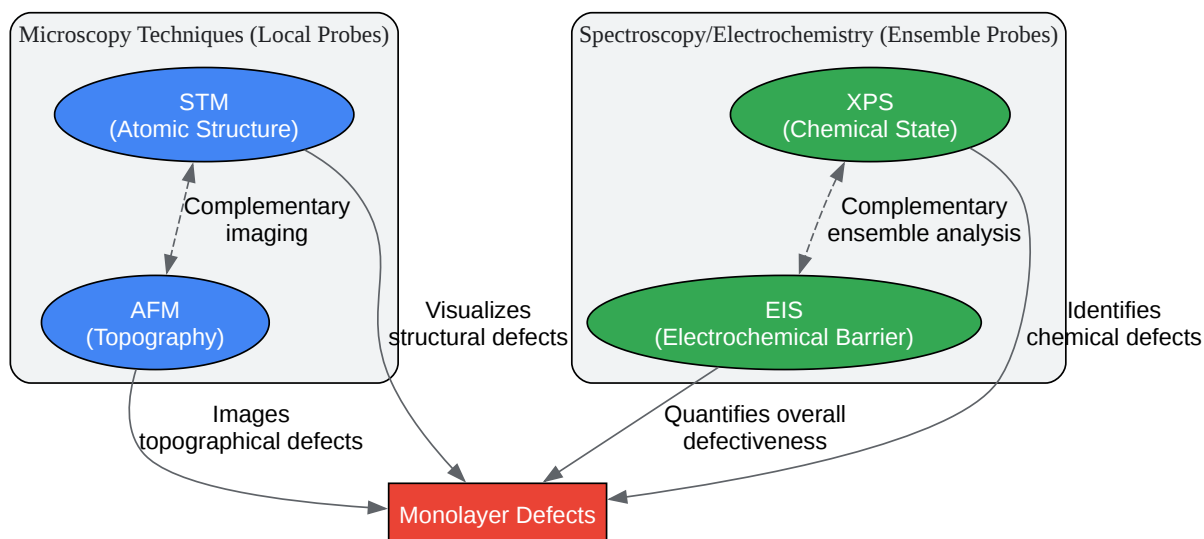 Microscopy Techniques (Local Probes)
Spectroscopy/Electrochemistry (Ensemble Probes)
STM
(Atomic Structure)
XPS
(Chemical State)
Complementary
imaging
Complementary
ensemble analysis
AFM
(Topography)
EIS
(Electrochemical Barrier)
Visualizes
structural defects
Identifies
chemical defects
Images
topographical defects
Quantifies overall
defectiveness
Monolayer Defects